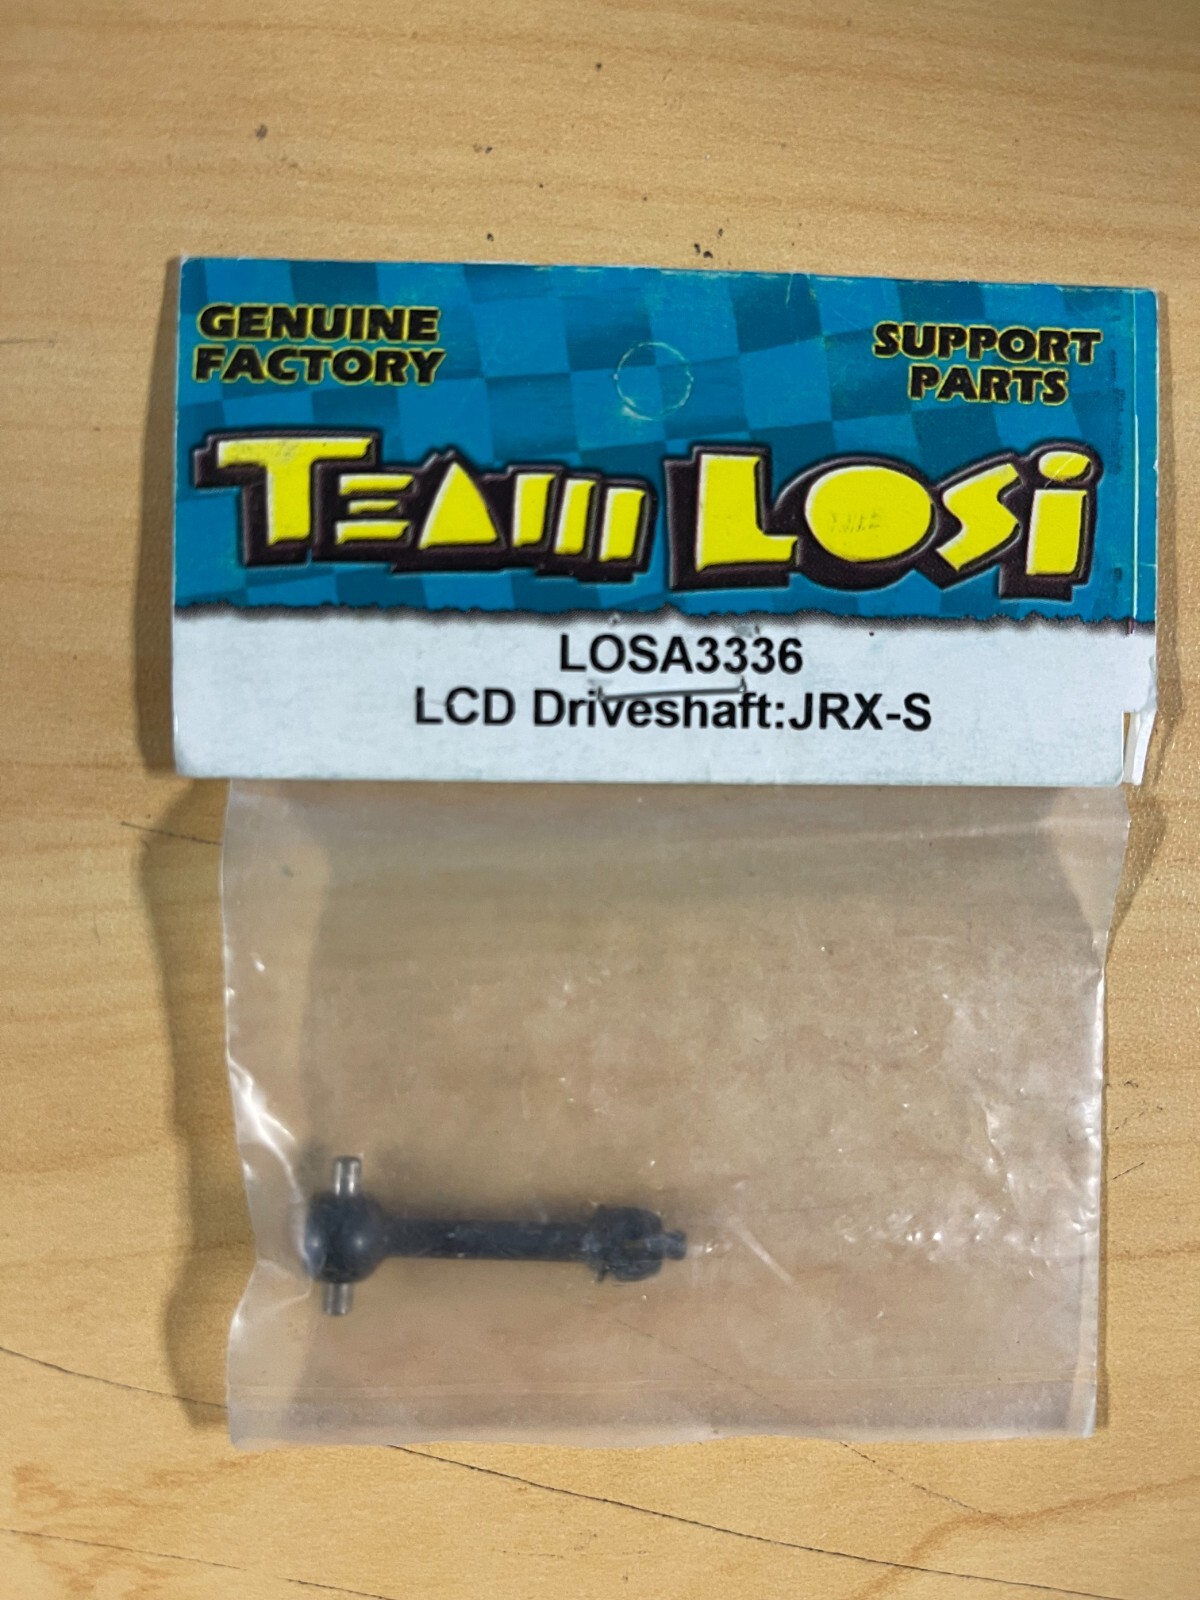 GENUINE
FACTORY
SUPPORT
PARTS
TEAM LOSI
LOSA3336
LCD Driveshaft:JRX-S